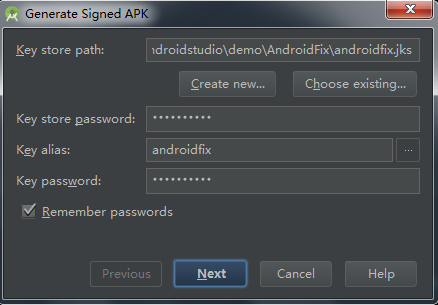 Generate Signed APK
Key store path: ndroidstudio\demo\AndroidFix\androidfix.jks
Create new... Choose existing...
Key store password: ••••••••••
Key alias: androidfix ...
Key password: ••••••••••
Remember passwords
Previous Next Cancel Help